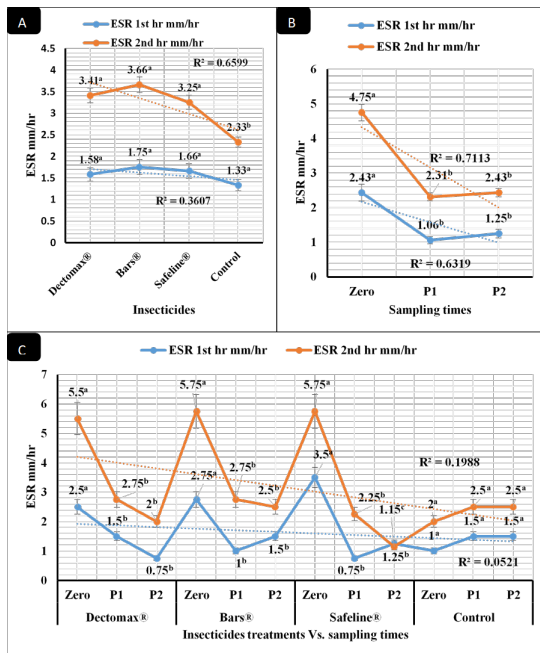 A
ESR 1st hr mm/hr
ESR 2nd hr mm/hr
ESR mm/hr
4.5
4
3.5
3
2.5
2
1.5
1
0.5
0
3.41ᵃ
3.66ᵃ
3.25ᵃ
2.33ᵇ
R² = 0.6599
1.58ᵃ
1.75ᵃ
1.66ᵃ
1.33ᵃ
R² = 0.3607
Dectomax®
Bars®
Safeline®
Control
Insecticides
B
ESR 1st hr mm/hr
ESR 2nd hr mm/hr
ESR mm/hr
6
5
4
3
2
1
0
4.75ᵃ
2.31ᵇ
2.43ᵇ
R² = 0.7113
2.43ᵃ
1.06ᵇ
1.25ᵇ
R² = 0.6319
Zero P1 P2
Sampling times
C
ESR 1st hr mm/hr ESR 2nd hr mm/hr
ESR mm/hr
7
6
5
4
3
2
1
0
5.5ᵃ
2.75ᵇ
2ᵇ
5.75ᵃ
2.75ᵇ
2.5ᵇ
5.75ᵃ
2.25ᵇ
1.15ᶜ
2ᵃ
2.5ᵃ
2.5ᵃ
R² = 0.1988
2.5ᵃ
1.5ᵇ
0.75ᵇ
2.75ᵃ
1ᵇ
1.5ᵇ
3.5ᵃ
0.75ᵇ
1.25ᵇ
1ᵃ
1.5ᵃ
1.5ᵃ
R² = 0.0521
Zero P1 P2 Zero P1 P2 Zero P1 P2 Zero P1 P2
Dectomax® Bars® Safeline® Control
Insecticides treatments Vs. sampling times